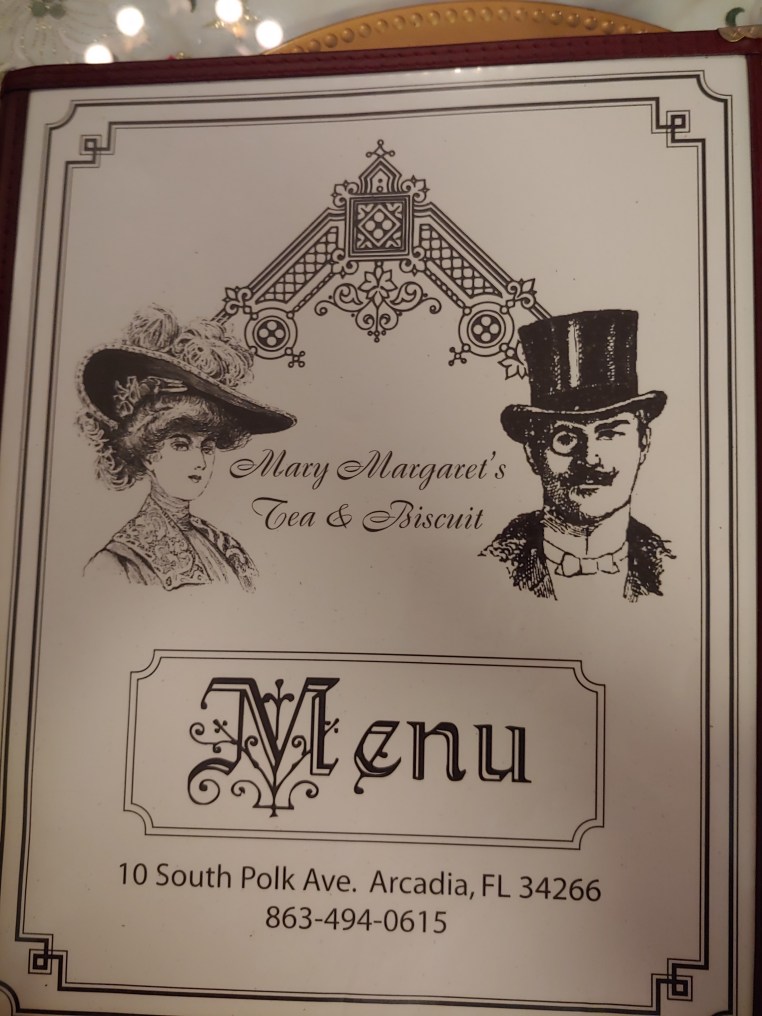 Mary Margaret's
Tea & Biscuit
Menu
10 South Polk Ave. Arcadia, FL 34266
863-494-0615